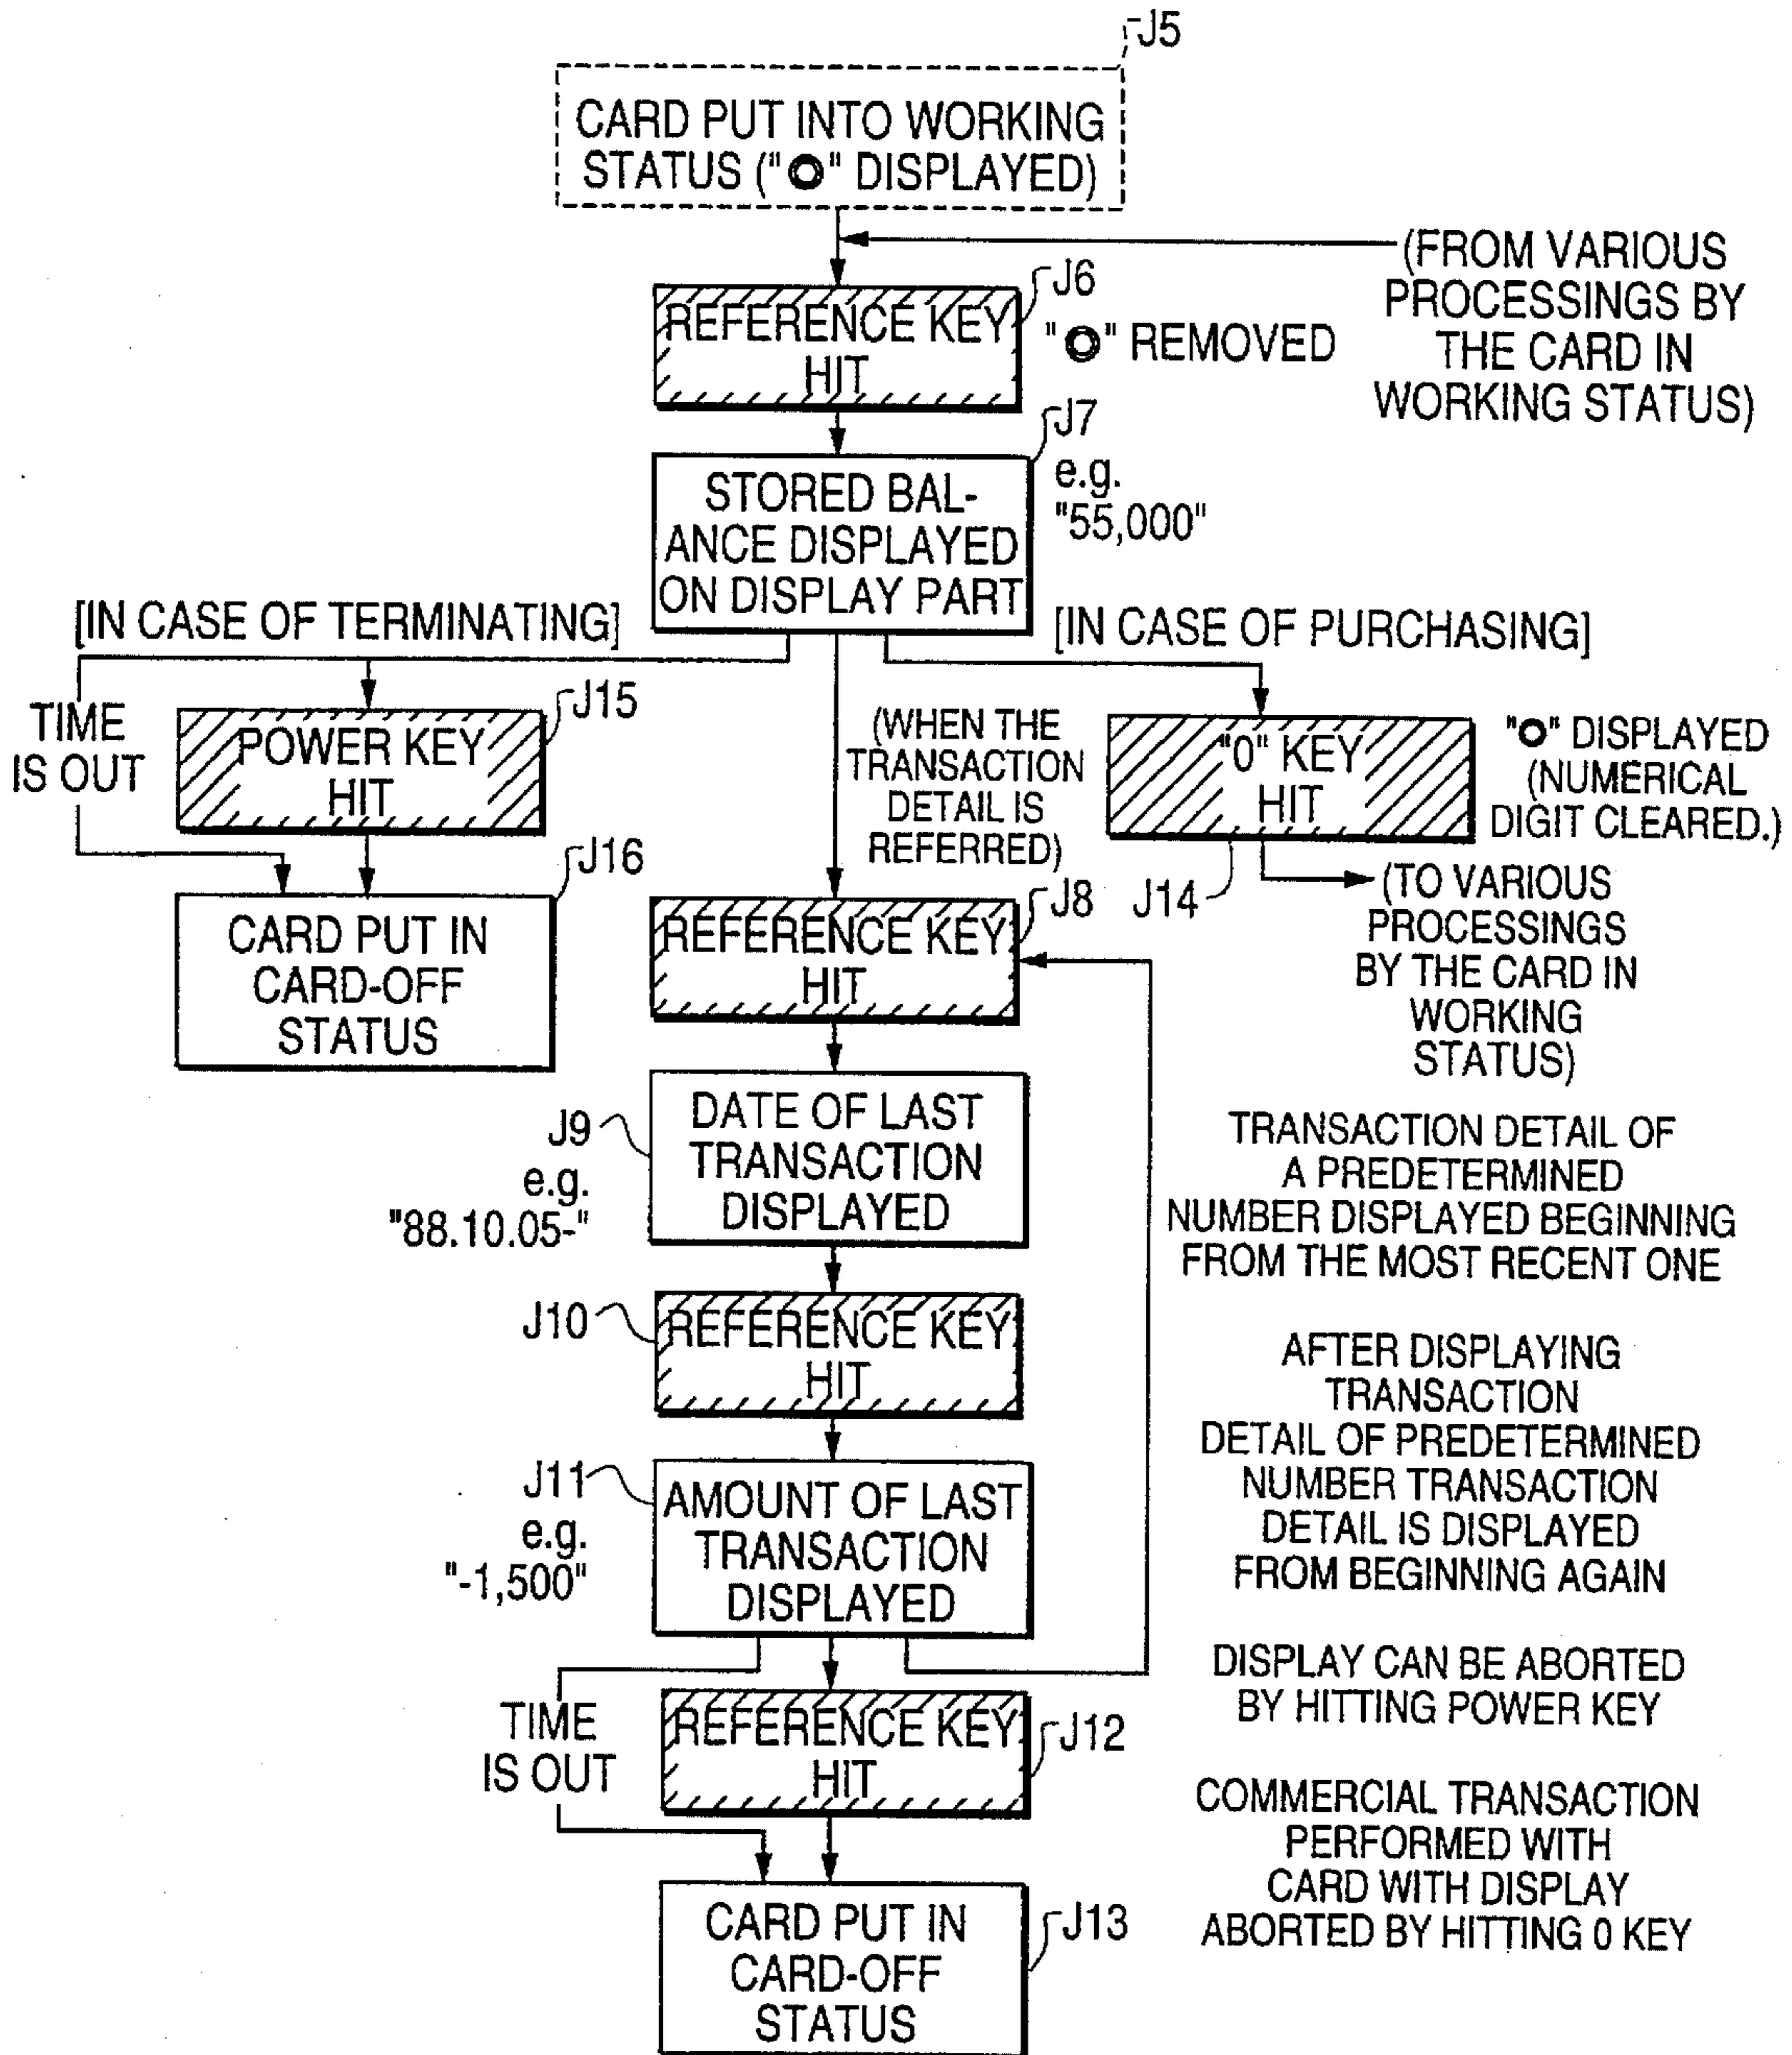 J5
CARD PUT INTO WORKING
STATUS ("◎" DISPLAYED)
(FROM VARIOUS
PROCESSINGS BY
THE CARD IN
WORKING STATUS)
J6
REFERENCE KEY
HIT
"◎" REMOVED
J7
STORED BAL-
ANCE DISPLAYED
ON DISPLAY PART
e.g.
"55,000"
[IN CASE OF TERMINATING]
[IN CASE OF PURCHASING]
TIME
IS OUT
J15
POWER KEY
HIT
(WHEN THE
TRANSACTION
DETAIL IS
REFERRED)
"0" KEY
HIT
"O" DISPLAYED
(NUMERICAL
DIGIT CLEARED.)
J14
(TO VARIOUS
PROCESSINGS
BY THE CARD IN
WORKING
STATUS)
J16
CARD PUT IN
CARD-OFF
STATUS
J8
REFERENCE KEY
HIT
J9
e.g.
"88.10.05-"
DATE OF LAST
TRANSACTION
DISPLAYED
TRANSACTION DETAIL OF
A PREDETERMINED
NUMBER DISPLAYED BEGINNING
FROM THE MOST RECENT ONE
J10
REFERENCE KEY
HIT
AFTER DISPLAYING
TRANSACTION
DETAIL OF PREDETERMINED
NUMBER TRANSACTION
DETAIL IS DISPLAYED
FROM BEGINNING AGAIN
J11
e.g.
"-1,500"
AMOUNT OF LAST
TRANSACTION
DISPLAYED
DISPLAY CAN BE ABORTED
BY HITTING POWER KEY
TIME
IS OUT
REFERENCE KEY
HIT
J12
COMMERCIAL TRANSACTION
PERFORMED WITH
CARD WITH DISPLAY
ABORTED BY HITTING 0 KEY
CARD PUT IN
CARD-OFF
STATUS
J13